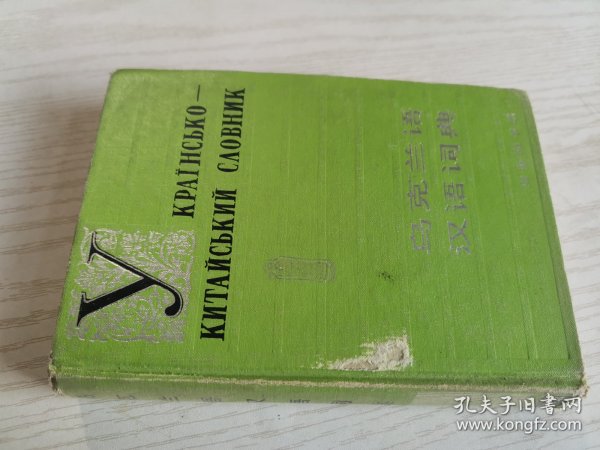 УКРАЇНСЬКО–
КИТАЙСЬКИЙ СЛОВНИК
乌克兰语
汉语词典
孔夫子旧书网
www.kongfz.com